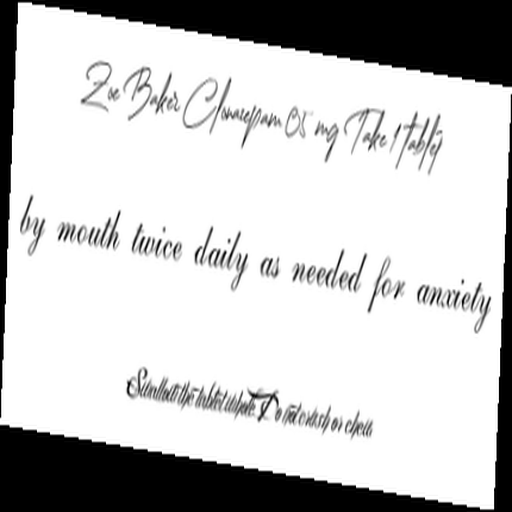 Zoe Baker Clonazepam 0.5 mg Take 1 tablet
by mouth twice daily as needed for anxiety
Swallow the tablet whole. Do not crush or chew